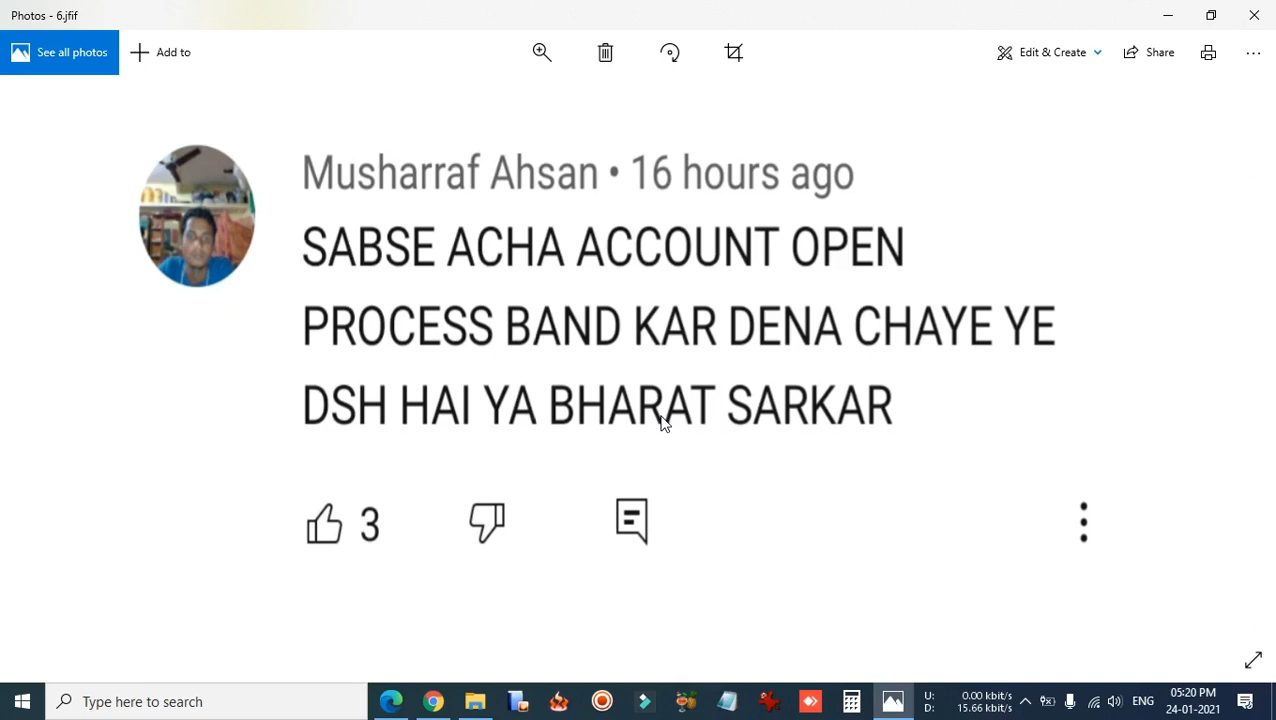 Photos - 6.jfif
See all photos
Add to
Edit & Create
Share
Musharraf Ahsan • 16 hours ago
SABSE ACHA ACCOUNT OPEN
PROCESS BAND KAR DENA CHAYE YE
DSH HAI YA BHARAT SARKAR
3
Type here to search
U: 0.00 kbit/s
D: 15.66 kbit/s
ENG
05:20 PM
24-01-2021